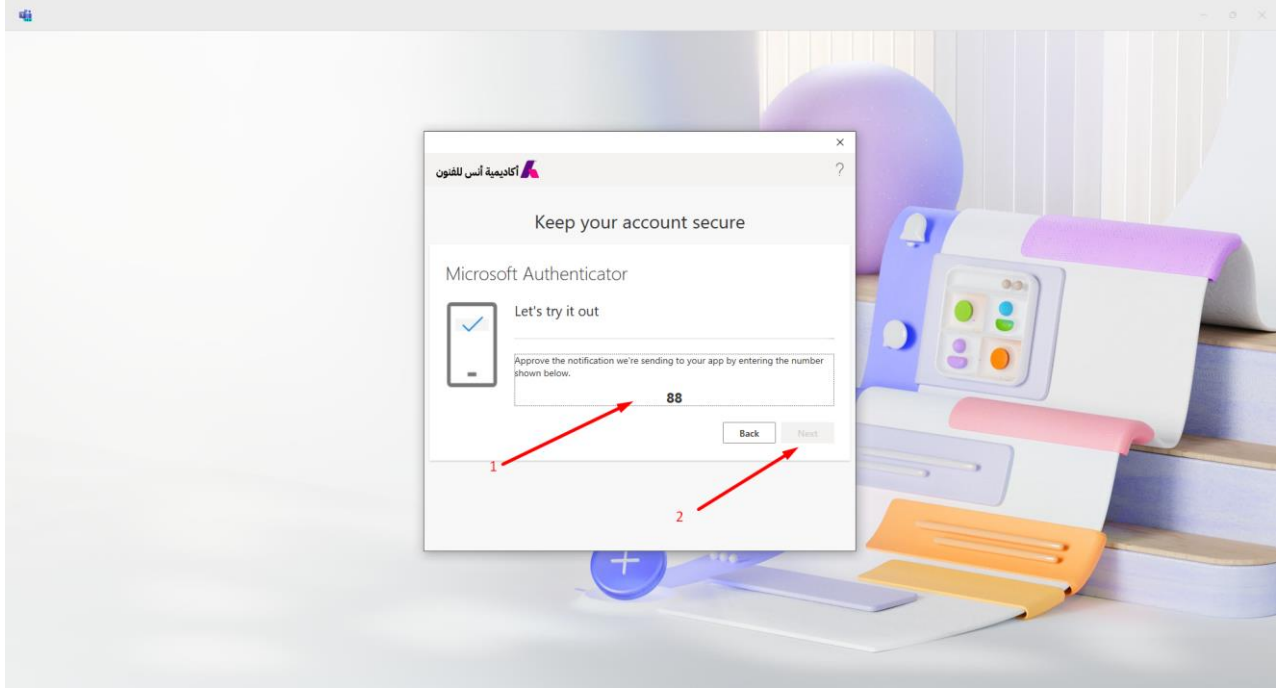 أكاديمية أنس للفنون
Keep your account secure
Microsoft Authenticator
Let's try it out
Approve the notification we're sending to your app by entering the number
shown below.
88
Back Next
1
2